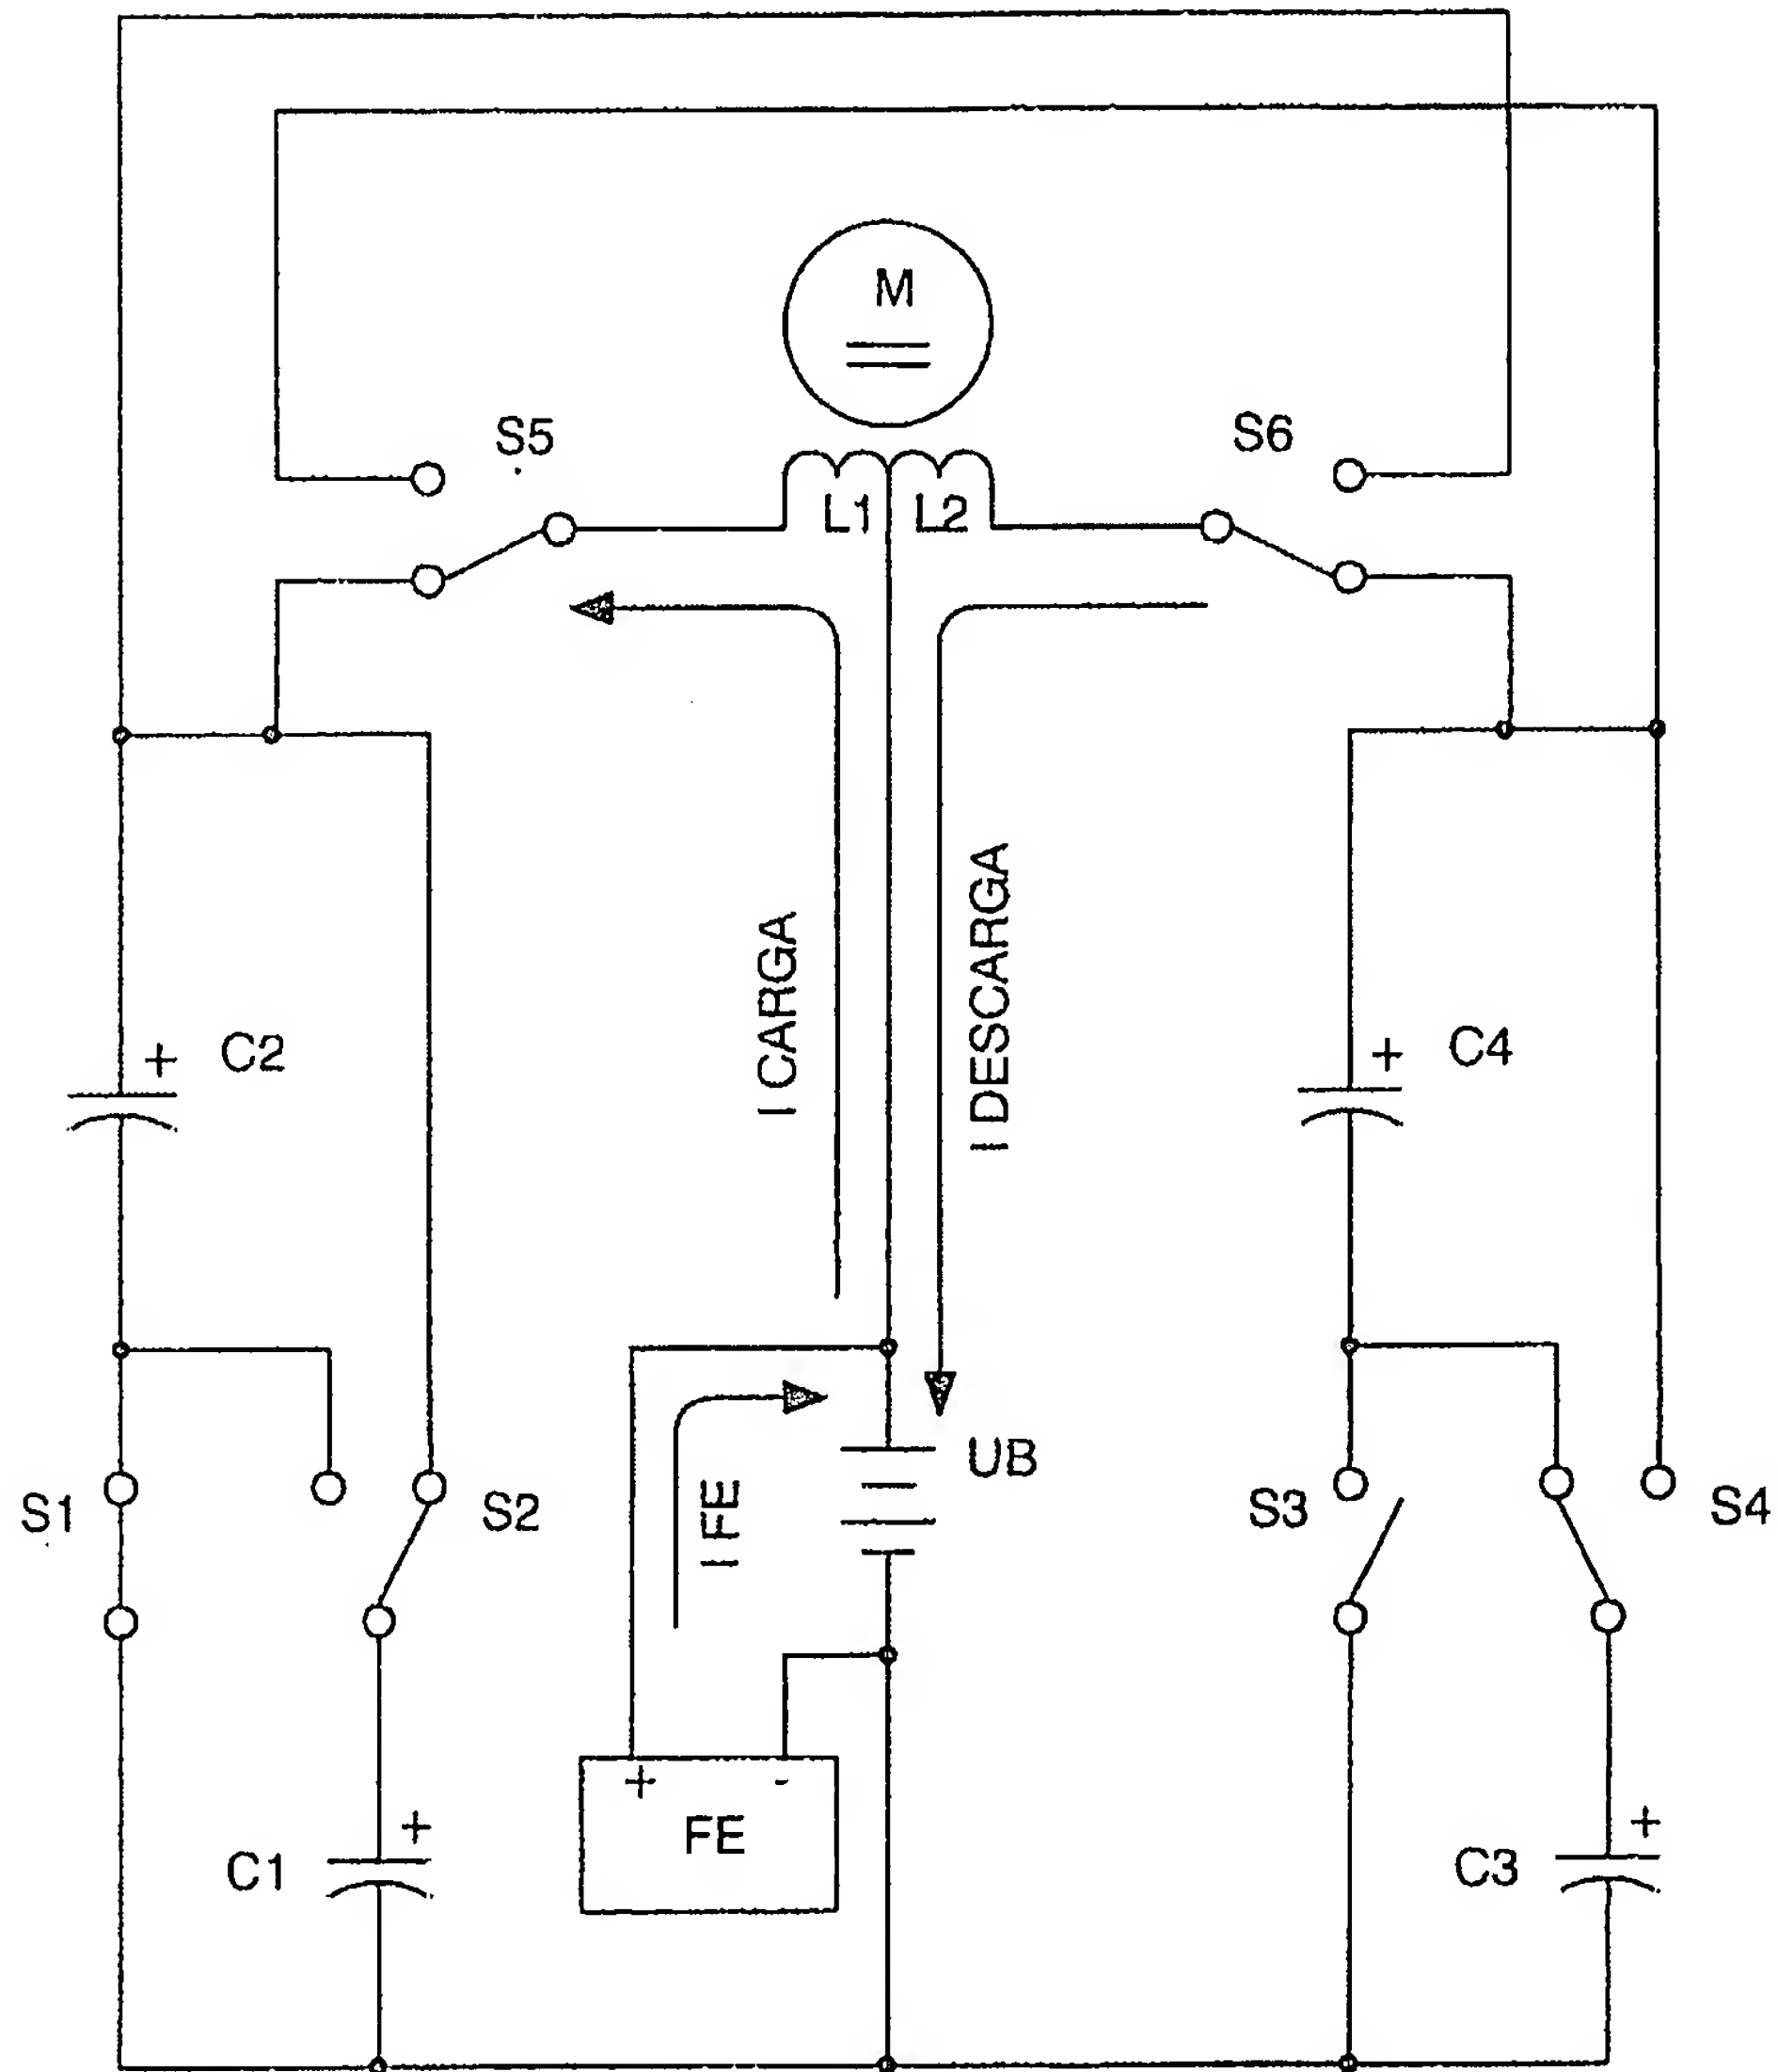 M
S5
S6
L1 L2
I CARGA
I DESCARGA
+ C2
+ C4
UB
I FE
S1
S2
S3
S4
+ -
FE
+
C1
+
C3